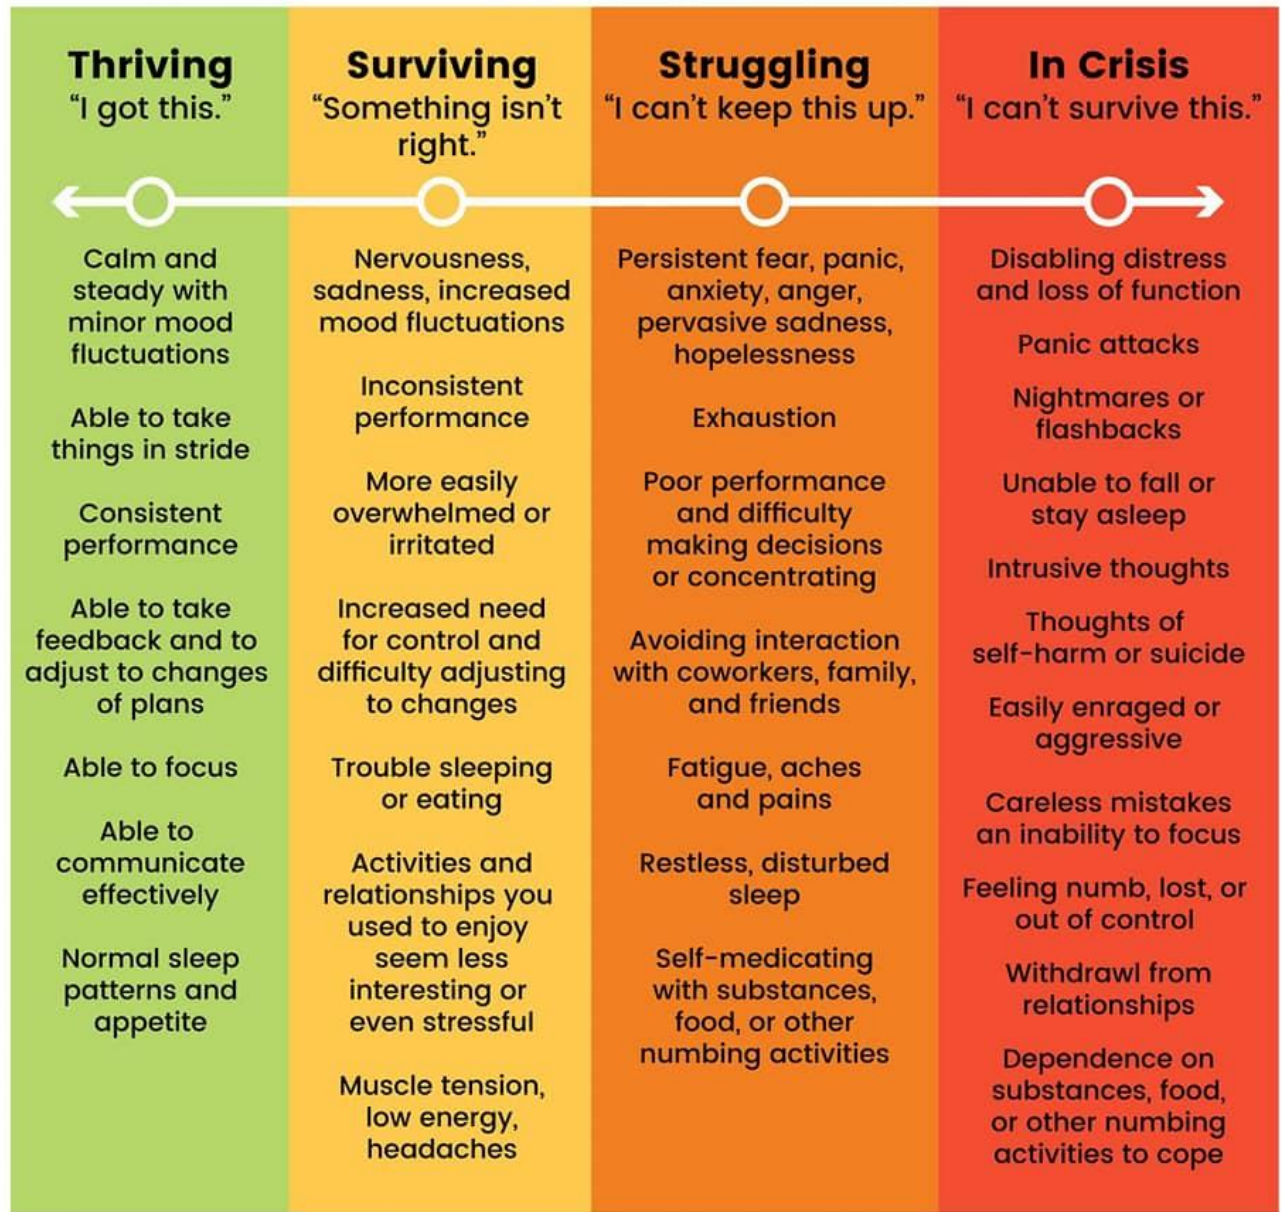 Thriving
“I got this.”
Calm and
steady with
minor mood
fluctuations
Able to take
things in stride
Consistent
performance
Able to take
feedback and to
adjust to changes
of plans
Able to focus
Able to
communicate
effectively
Normal sleep
patterns and
appetite
Surviving
“Something isn’t
right.”
Nervousness,
sadness, increased
mood fluctuations
Inconsistent
performance
More easily
overwhelmed or
irritated
Increased need
for control and
difficulty adjusting
to changes
Trouble sleeping
or eating
Activities and
relationships you
used to enjoy
seem less
interesting or
even stressful
Muscle tension,
low energy,
headaches
Struggling
“I can’t keep this up.”
Persistent fear, panic,
anxiety, anger,
pervasive sadness,
hopelessness
Exhaustion
Poor performance
and difficulty
making decisions
or concentrating
Avoiding interaction
with coworkers, family,
and friends
Fatigue, aches
and pains
Restless, disturbed
sleep
Self-medicating
with substances,
food, or other
numbing activities
In Crisis
“I can’t survive this.”
Disabling distress
and loss of function
Panic attacks
Nightmares or
flashbacks
Unable to fall or
stay asleep
Intrusive thoughts
Thoughts of
self-harm or suicide
Easily enraged or
aggressive
Careless mistakes
an inability to focus
Feeling numb, lost, or
out of control
Withdrawl from
relationships
Dependence on
substances, food,
or other numbing
activities to cope